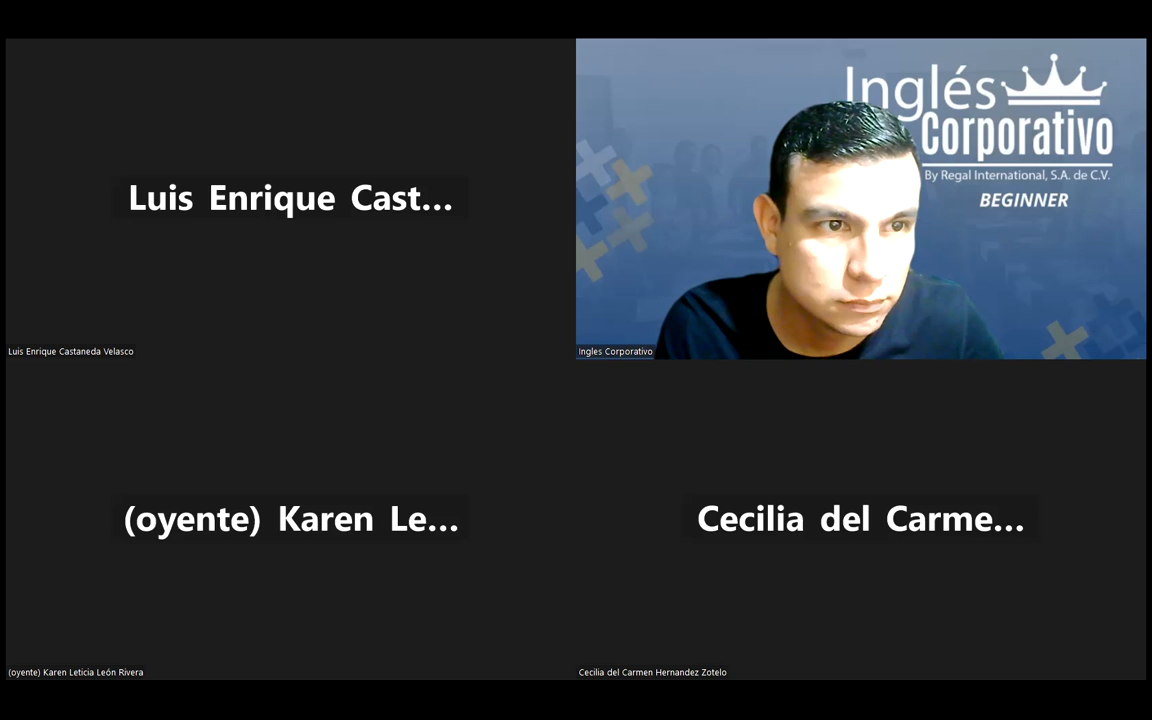 Luis Enrique Cast...
Luis Enrique Castaneda Velasco
Inglés
Corporativo
By Regal International, S.A. de C.V.
BEGINNER
Ingles Corporativo
(oyente) Karen Le...
(oyente) Karen Leticia León Rivera
Cecilia del Carme...
Cecilia del Carmen Hernandez Zotelo